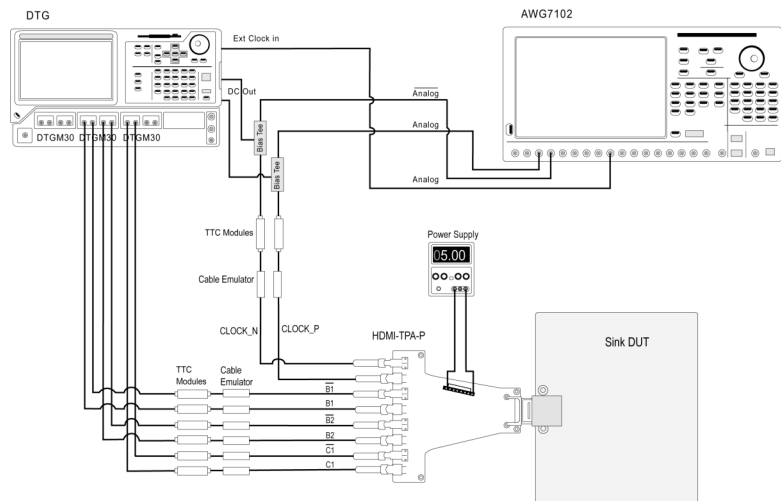 DTG
AWG7102
Ext Clock in
DC Out
Analog
Analog
Analog
DTGM30 DTGM30 DTGM30
Bias Tee
Bias Tee
TTC Modules
Cable Emulator
Power Supply
05.00
CLOCK_N
CLOCK_P
HDMI-TPA-P
Sink DUT
TTC
Modules
Cable
Emulator
B1
B1
B2
B2
C1
C1